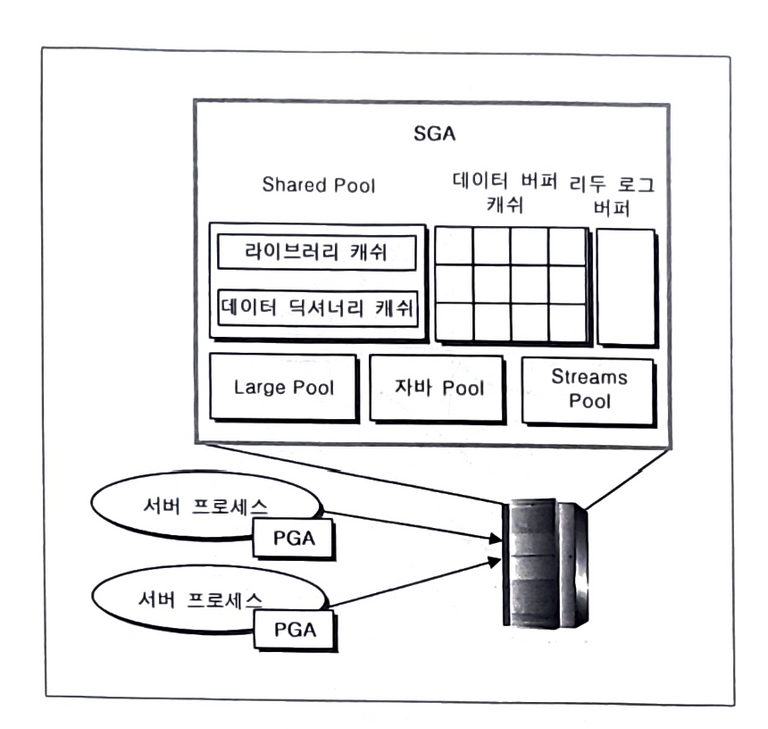 SGA
Shared Pool
데이터 버퍼
캐쉬
리두 로그
버퍼
라이브러리 캐쉬
데이터 딕셔너리 캐쉬
Large Pool
자바 Pool
Streams
Pool
서버 프로세스
PGA
서버 프로세스
PGA